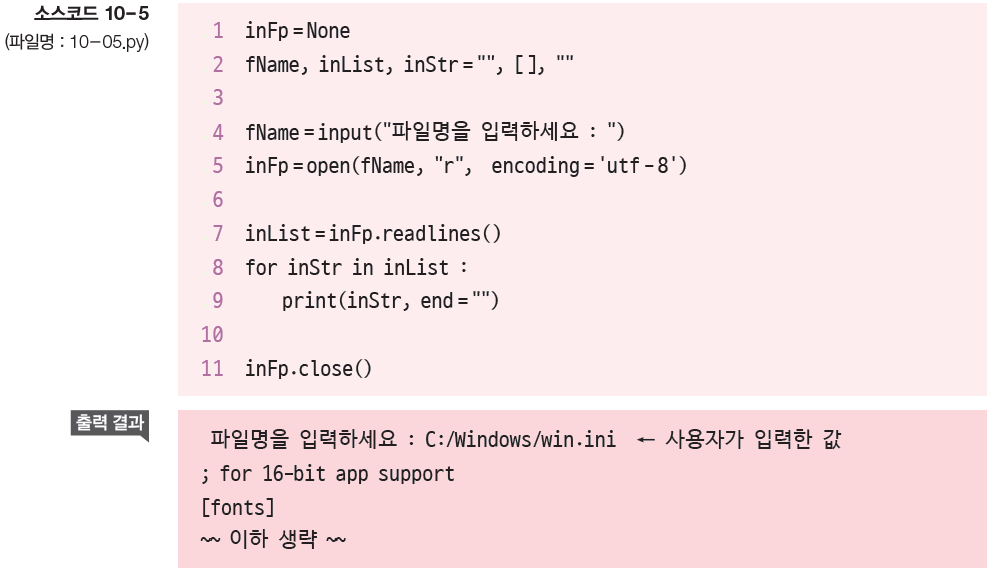 소스코드 10-5
(파일명 : 10-05.py)
1 inFp=None
2 fName, inList, inStr="", [], ""
3
4 fName=input("파일명을 입력하세요 : ")
5 inFp=open(fName, "r", encoding='utf-8')
6
7 inList=inFp.readlines()
8 for inStr in inList :
9     print(inStr, end="")
10
11 inFp.close()
출력 결과
파일명을 입력하세요 : C:/Windows/win.ini ← 사용자가 입력한 값
; for 16-bit app support
[fonts]
~~ 이하 생략 ~~